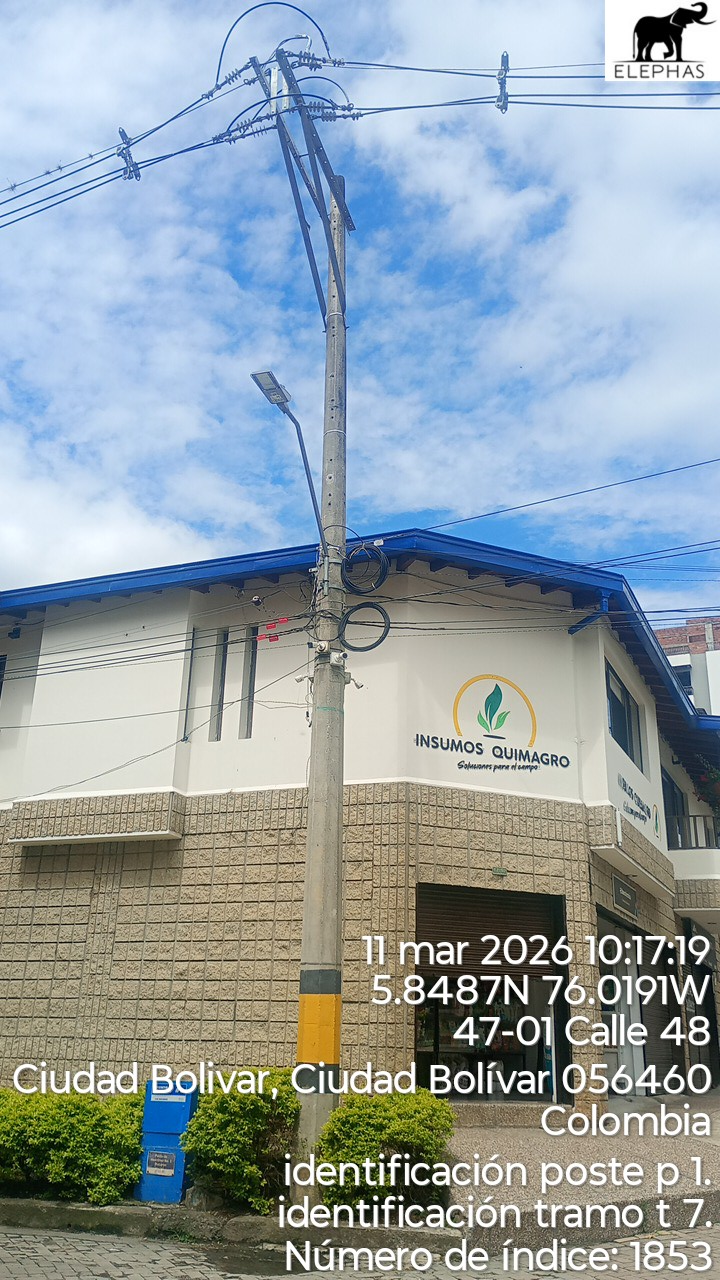 ELEPHAS
INSUMOS QUIMAGRO
Soluciones para el campo
11 mar 2026 10:17:19
5.8487N 76.0191W
47-01 Calle 48
Ciudad Bolivar, Ciudad Bolívar 056460
Colombia
identificación poste p 1.
identificación tramo t 7.
Número de índice: 1853